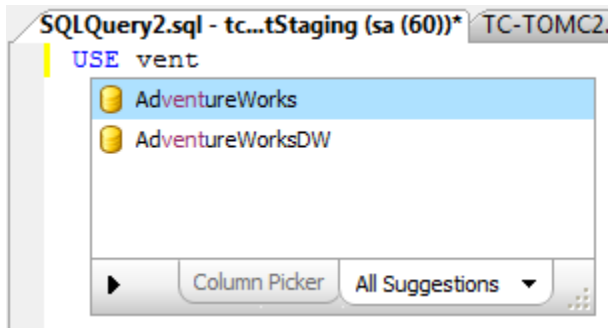 SQLQuery2.sql - tc...tStaging (sa (60))* TC-TOMC2.
USE vent
AdventureWorks
AdventureWorksDW
Column Picker All Suggestions